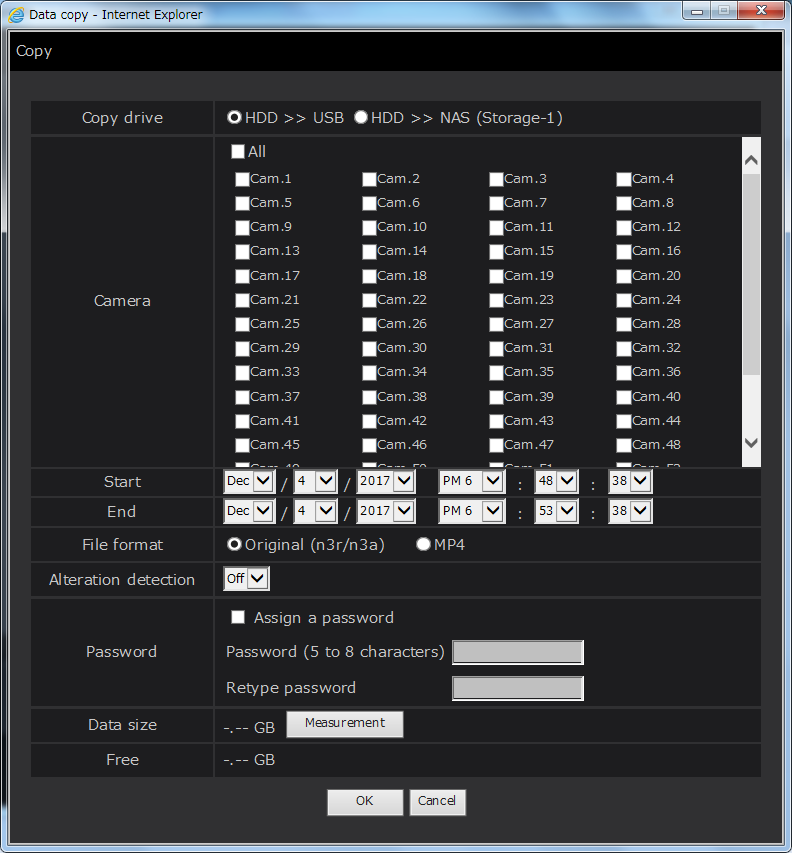 Data copy - Internet Explorer
Copy
Copy drive HDD >> USB HDD >> NAS (Storage-1)
Camera
All
Cam.1 Cam.2 Cam.3 Cam.4
Cam.5 Cam.6 Cam.7 Cam.8
Cam.9 Cam.10 Cam.11 Cam.12
Cam.13 Cam.14 Cam.15 Cam.16
Cam.17 Cam.18 Cam.19 Cam.20
Cam.21 Cam.22 Cam.23 Cam.24
Cam.25 Cam.26 Cam.27 Cam.28
Cam.29 Cam.30 Cam.31 Cam.32
Cam.33 Cam.34 Cam.35 Cam.36
Cam.37 Cam.38 Cam.39 Cam.40
Cam.41 Cam.42 Cam.43 Cam.44
Cam.45 Cam.46 Cam.47 Cam.48
Start Dec / 4 / 2017 PM 6 : 48 : 38
End Dec / 4 / 2017 PM 6 : 53 : 38
File format Original (n3r/n3a) MP4
Alteration detection Off
Password
Assign a password
Password (5 to 8 characters)
Retype password
Data size -.-- GB Measurement
Free -.-- GB
OK Cancel